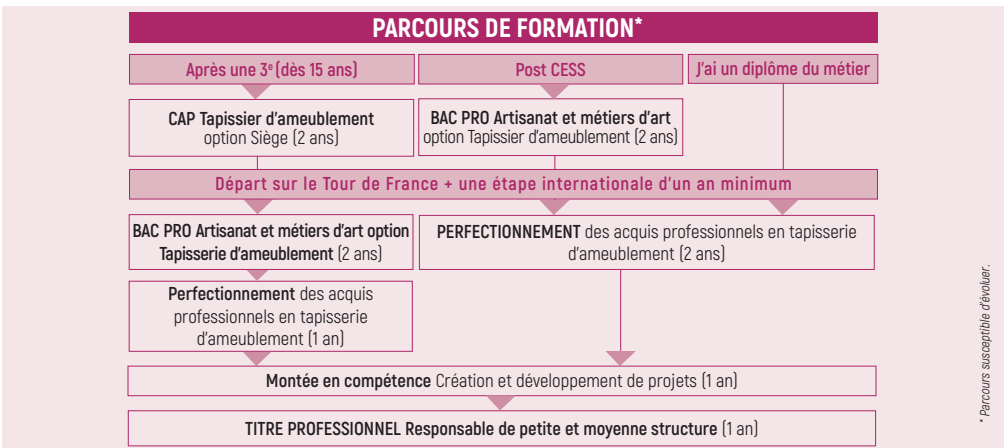 PARCOURS DE FORMATION*
Après une 3e (dès 15 ans)
Post CESS
J'ai un diplôme du métier
CAP Tapissier d'ameublement
option Siège (2 ans)
BAC PRO Artisanat et métiers d'art
option Tapissier d'ameublement (2 ans)
Départ sur le Tour de France + une étape internationale d'un an minimum
BAC PRO Artisanat et métiers d'art option
Tapisserie d'ameublement (2 ans)
PERFECTIONNEMENT des acquis professionnels en tapisserie
d'ameublement (2 ans)
Perfectionnement des acquis
professionnels en tapisserie
d'ameublement (1 an)
Montée en compétence Création et développement de projets (1 an)
TITRE PROFESSIONNEL Responsable de petite et moyenne structure (1 an)
* Parcours susceptible d'évoluer.